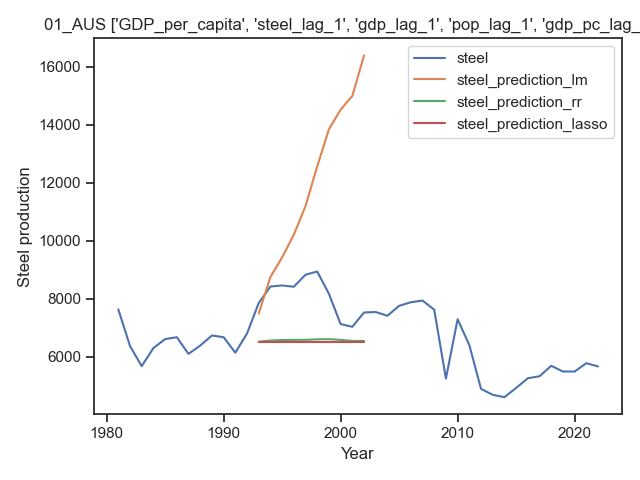 01_AUS ['GDP_per_capita', 'steel_lag_1', 'gdp_lag_1', 'pop_lag_1', 'gdp_pc_lag_
steel
steel_prediction_lm
steel_prediction_rr
steel_prediction_lasso
Steel production
16000
14000
12000
10000
8000
6000
1980
1990
2000
2010
2020
Year